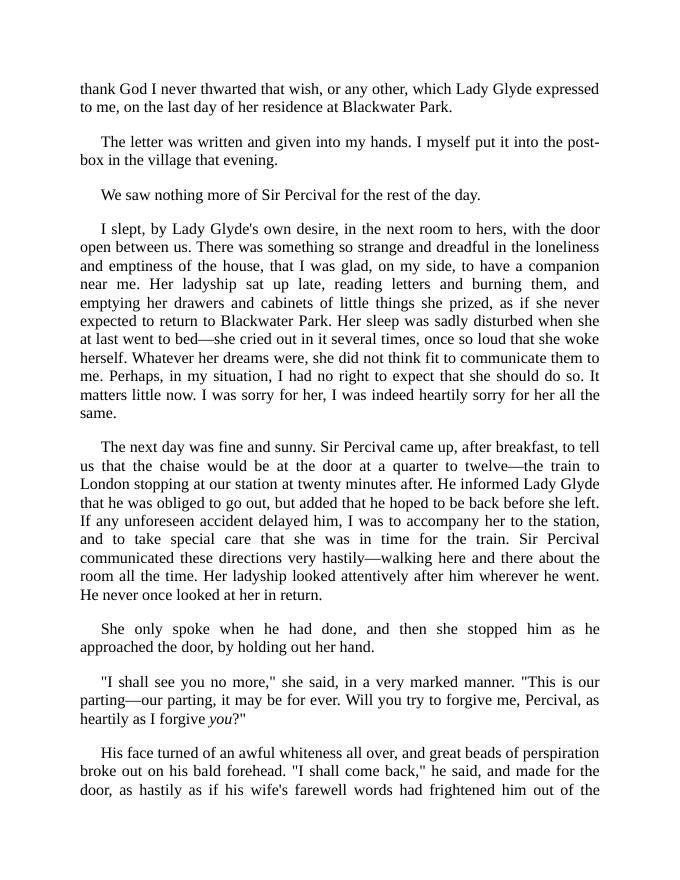 thank God I never thwarted that wish, or any other, which Lady Glyde expressed
to me, on the last day of her residence at Blackwater Park.
The letter was written and given into my hands. I myself put it into the post-
box in the village that evening.
We saw nothing more of Sir Percival for the rest of the day.
I slept, by Lady Glyde's own desire, in the next room to hers, with the door
open between us. There was something so strange and dreadful in the loneliness
and emptiness of the house, that I was glad, on my side, to have a companion
near me. Her ladyship sat up late, reading letters and burning them, and
emptying her drawers and cabinets of little things she prized, as if she never
expected to return to Blackwater Park. Her sleep was sadly disturbed when she
at last went to bed—she cried out in it several times, once so loud that she woke
herself. Whatever her dreams were, she did not think fit to communicate them to
me. Perhaps, in my situation, I had no right to expect that she should do so. It
matters little now. I was sorry for her, I was indeed heartily sorry for her all the
same.
The next day was fine and sunny. Sir Percival came up, after breakfast, to tell
us that the chaise would be at the door at a quarter to twelve—the train to
London stopping at our station at twenty minutes after. He informed Lady Glyde
that he was obliged to go out, but added that he hoped to be back before she left.
If any unforeseen accident delayed him, I was to accompany her to the station,
and to take special care that she was in time for the train. Sir Percival
communicated these directions very hastily—walking here and there about the
room all the time. Her ladyship looked attentively after him wherever he went.
He never once looked at her in return.
She only spoke when he had done, and then she stopped him as he
approached the door, by holding out her hand.
"I shall see you no more," she said, in a very marked manner. "This is our
parting—our parting, it may be for ever. Will you try to forgive me, Percival, as
heartily as I forgive you?"
His face turned of an awful whiteness all over, and great beads of perspiration
broke out on his bald forehead. "I shall come back," he said, and made for the
door, as hastily as if his wife's farewell words had frightened him out of the